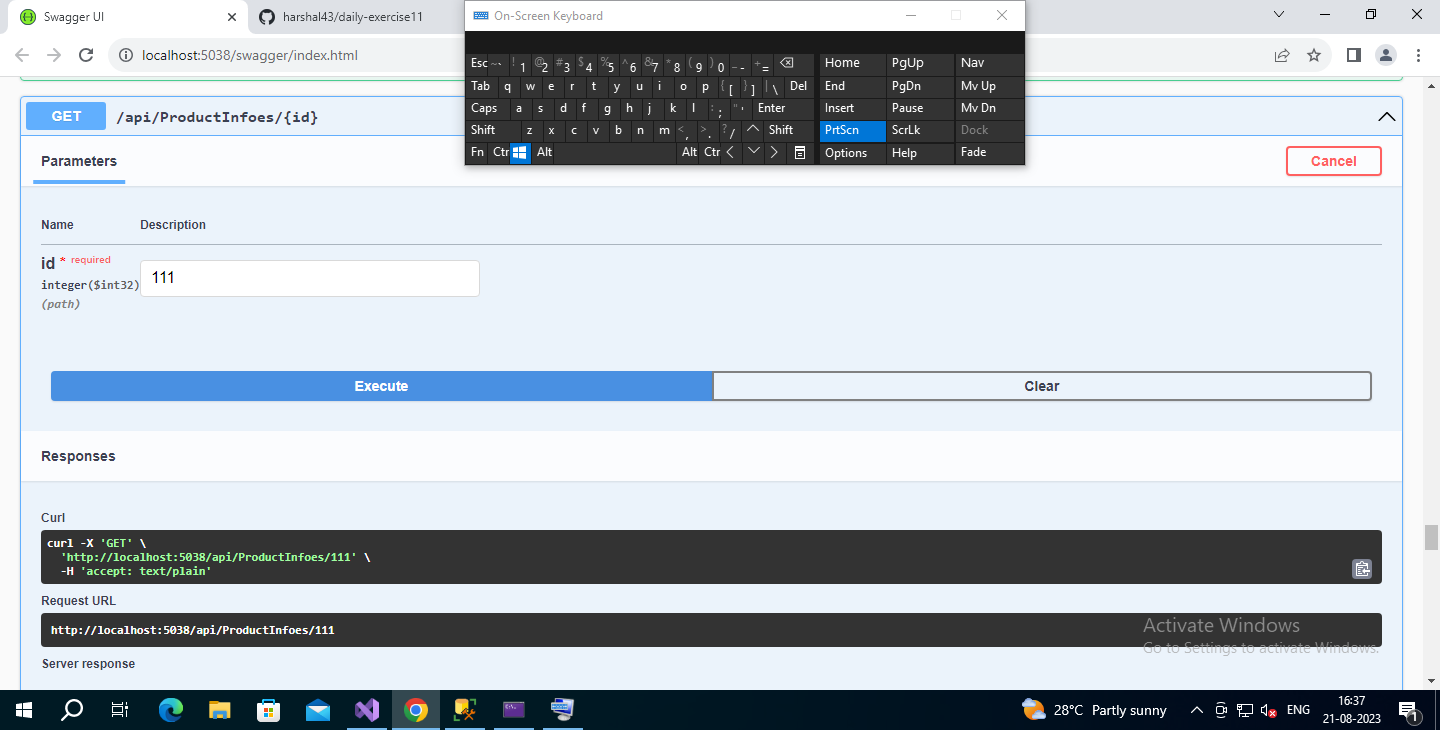 Swagger UI
harshal43/daily-exercise11
On-Screen Keyboard
localhost:5038/swagger/index.html
Esc ~ ` ! 1 @ 2 # 3 $ 4 % 5 ^ 6 & 7 * 8 ( 9 ) 0 _ - + = Home PgUp Nav
Tab q w e r t y u i o p { [ } ] | \ Del End PgDn Mv Up
Caps a s d f g h j k l : ; " ' Enter Insert Pause Mv Dn
Shift z x c v b n m < , > . ? / Shift PrtScn ScrLk Dock
Fn Ctr Alt Alt Ctr Options Help Fade
GET /api/ProductInfoes/{id}
Parameters
Cancel
Name Description
id * required
integer($int32)
(path)
111
Execute Clear
Responses
Curl
curl -X 'GET' \
'http://localhost:5038/api/ProductInfoes/111' \
-H 'accept: text/plain'
Request URL
http://localhost:5038/api/ProductInfoes/111
Server response
Activate Windows
Go to Settings to activate Windows.
28°C Partly sunny
ENG
16:37
21-08-2023
1